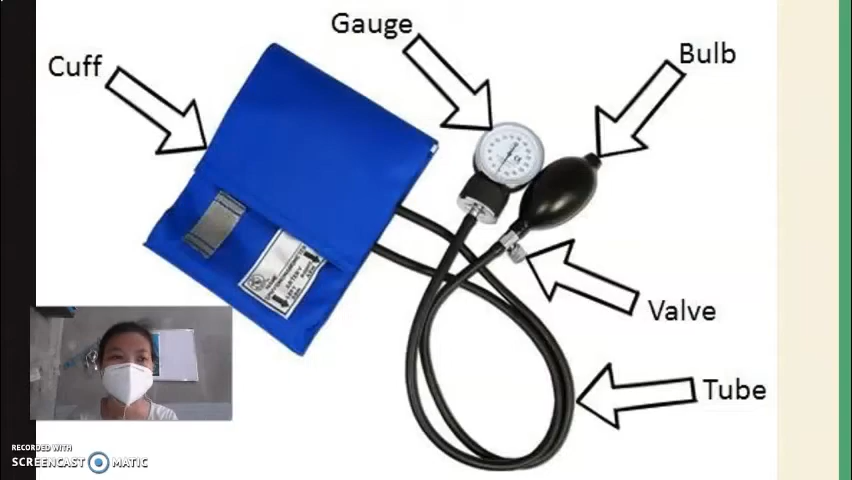 Gauge
Bulb
Cuff
Valve
Tube
RECORDED WITH
SCREENCAST MATIC